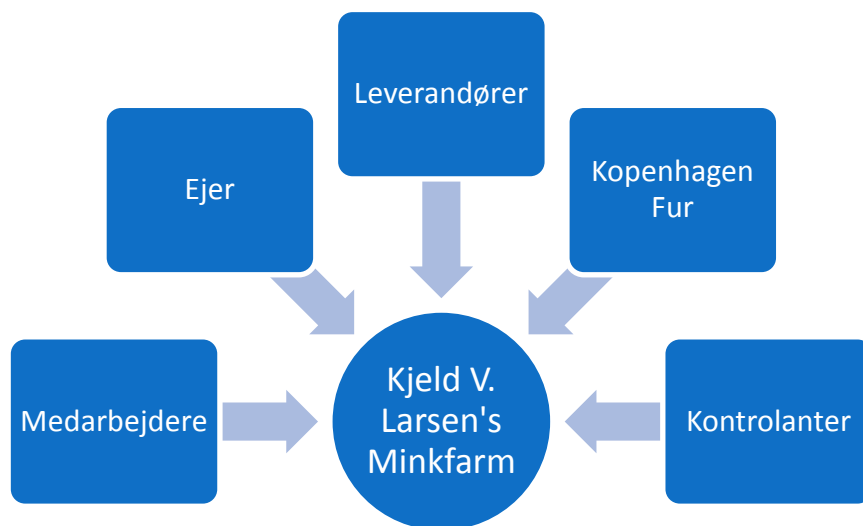 Leverandører
Ejer
Kopenhagen
Fur
Medarbejdere
Kjeld V.
Larsen's
Minkfarm
Kontrolanter